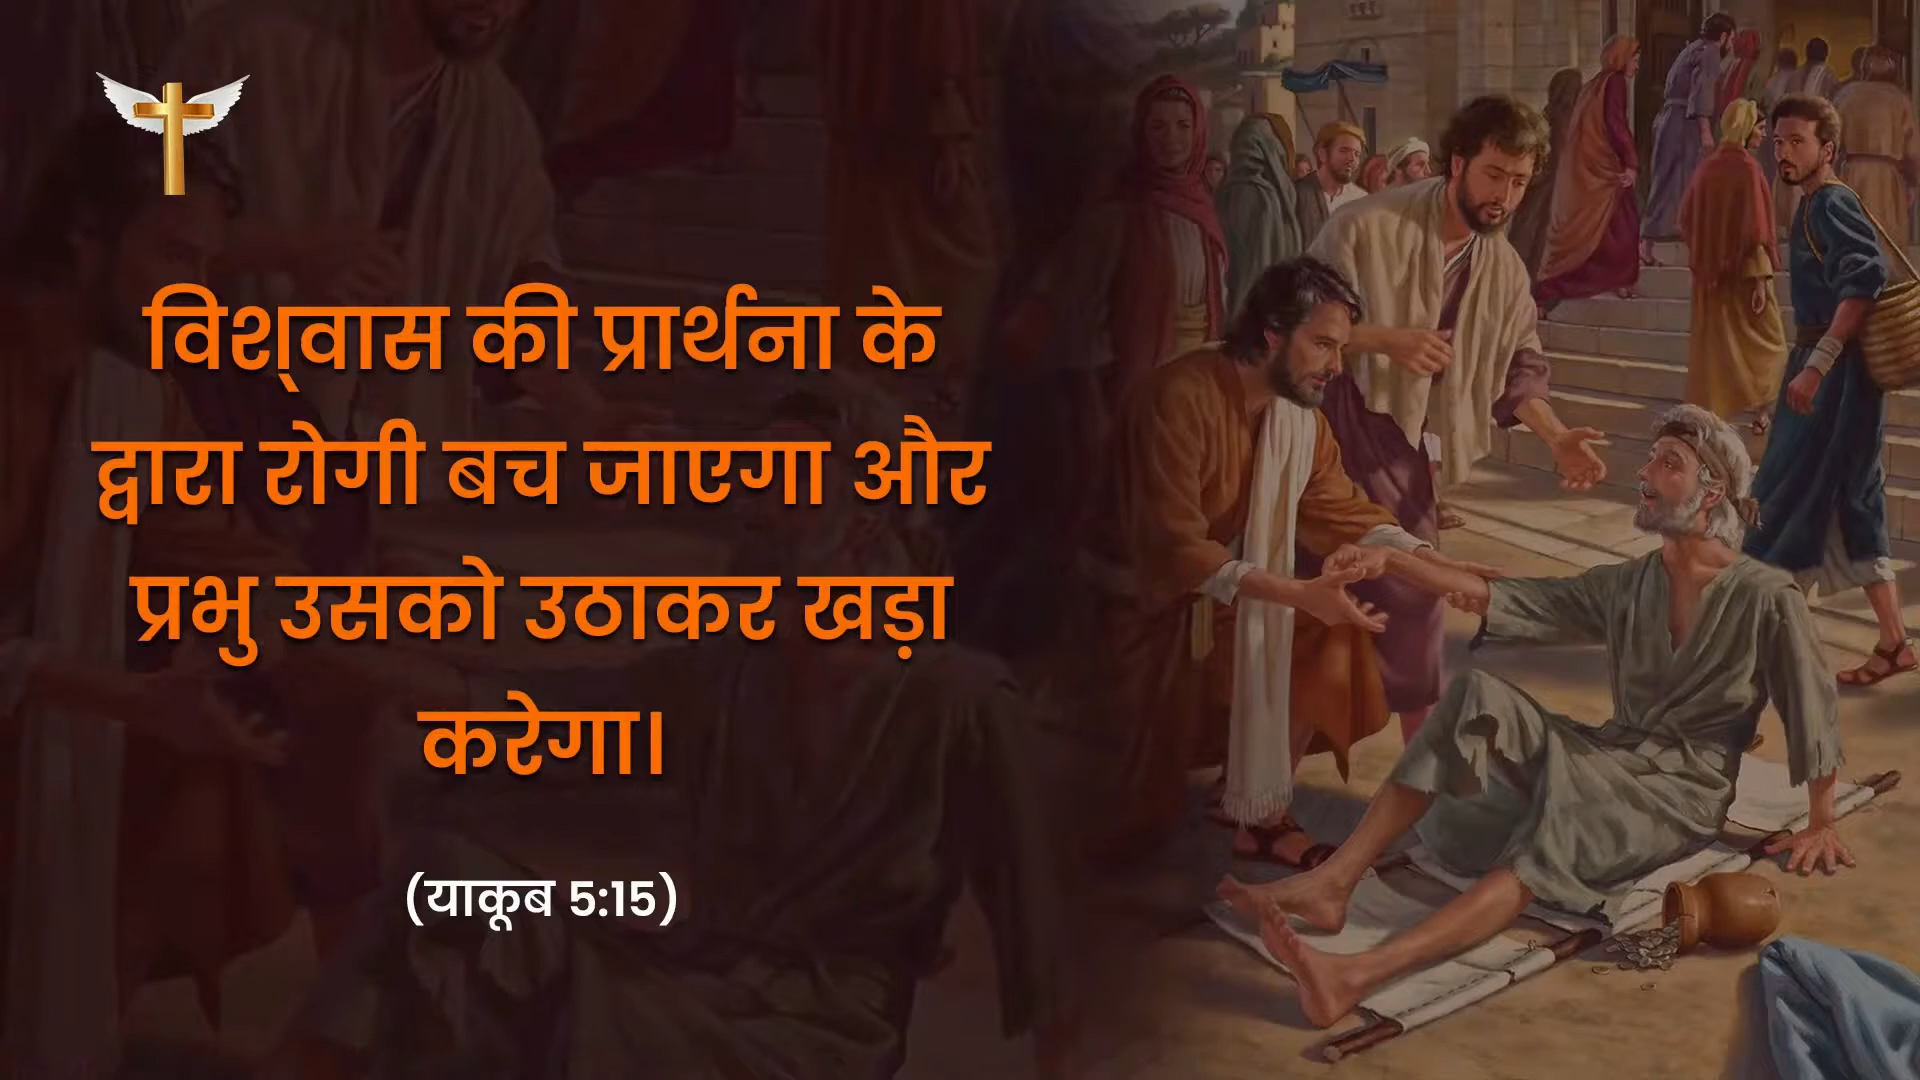 विश्‌वास की प्रार्थना के
द्वारा रोगी बच जाएगा और
प्रभु उसको उठाकर खड़ा
करेगा।
(याकूब 5:15)